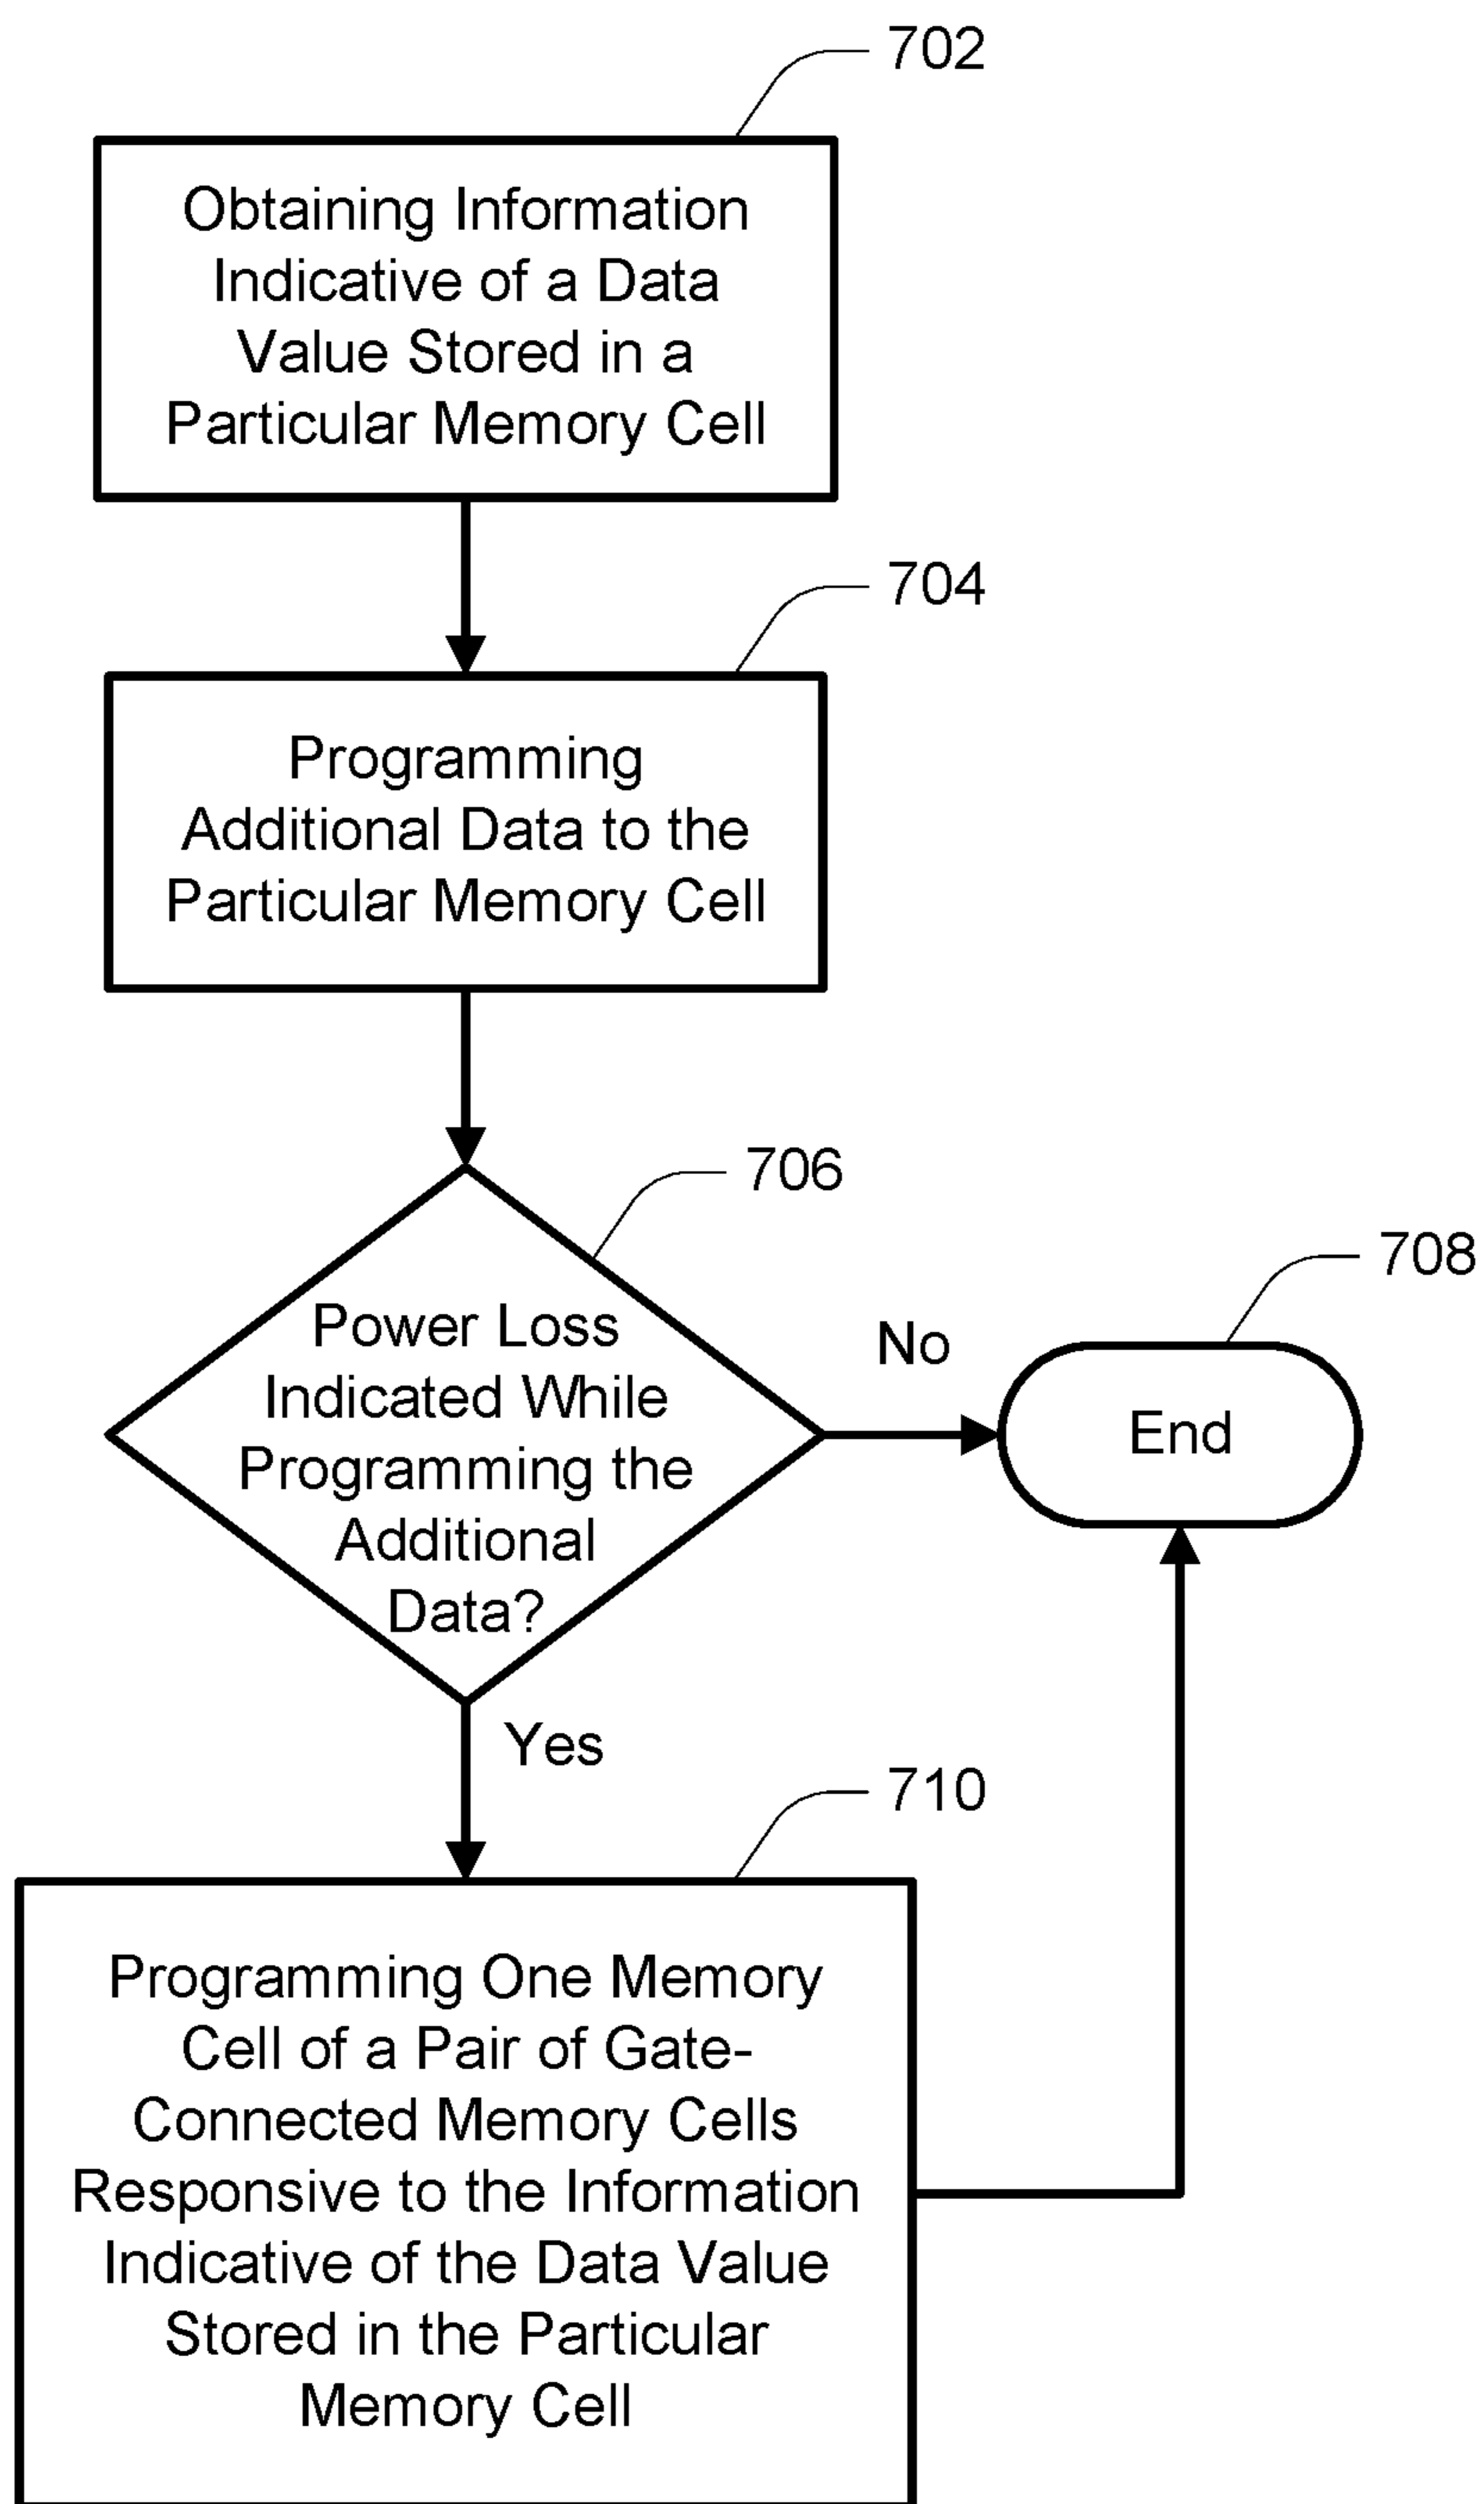 702
Obtaining Information
Indicative of a Data
Value Stored in a
Particular Memory Cell
704
Programming
Additional Data to the
Particular Memory Cell
706
Power Loss
Indicated While
Programming the
Additional
Data?
No
708
End
Yes
710
Programming One Memory
Cell of a Pair of Gate-
Connected Memory Cells
Responsive to the Information
Indicative of the Data Value
Stored in the Particular
Memory Cell